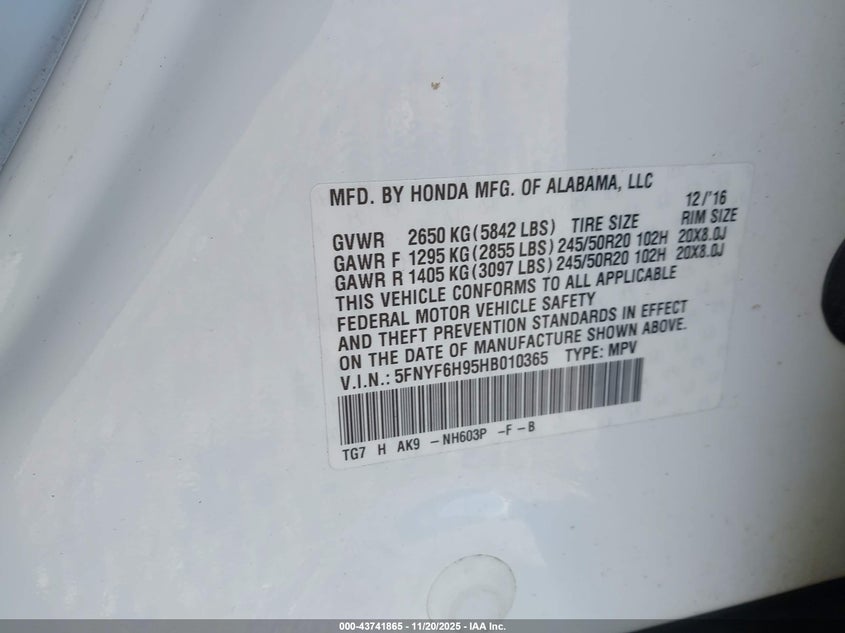 MFD. BY HONDA MFG. OF ALABAMA, LLC 12/'16
GVWR 2650 KG (5842 LBS) TIRE SIZE RIM SIZE
GAWR F 1295 KG (2855 LBS) 245/50R20 102H 20X8.0J
GAWR R 1405 KG (3097 LBS) 245/50R20 102H 20X8.0J
THIS VEHICLE CONFORMS TO ALL APPLICABLE
FEDERAL MOTOR VEHICLE SAFETY
AND THEFT PREVENTION STANDARDS IN EFFECT
ON THE DATE OF MANUFACTURE SHOWN ABOVE.
V.I.N.: 5FNYF6H95HB010365 TYPE: MPV
TG7 H AK9 -NH603P -F-B
000-43741865 - 11/20/2025 - IAA Inc.